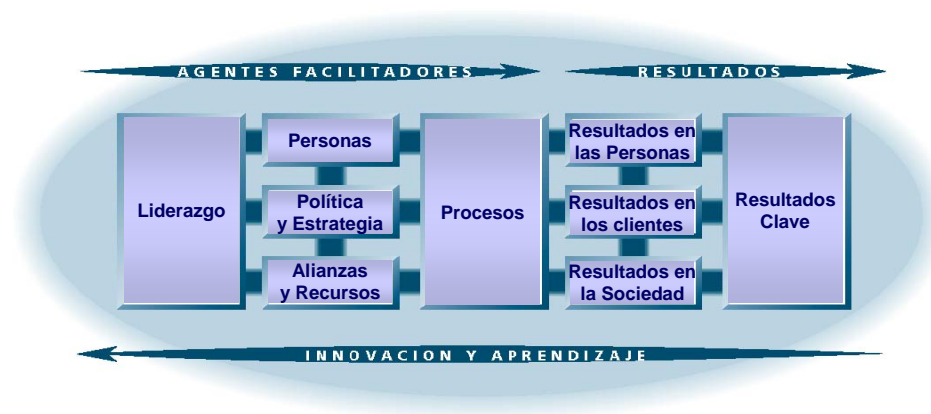 AGENTES FACILITADORES
RESULTADOS
Liderazgo
Personas
Política
y Estrategia
Alianzas
y Recursos
Procesos
Resultados en
las Personas
Resultados en
los clientes
Resultados en
la Sociedad
Resultados
Clave
INNOVACION Y APRENDIZAJE